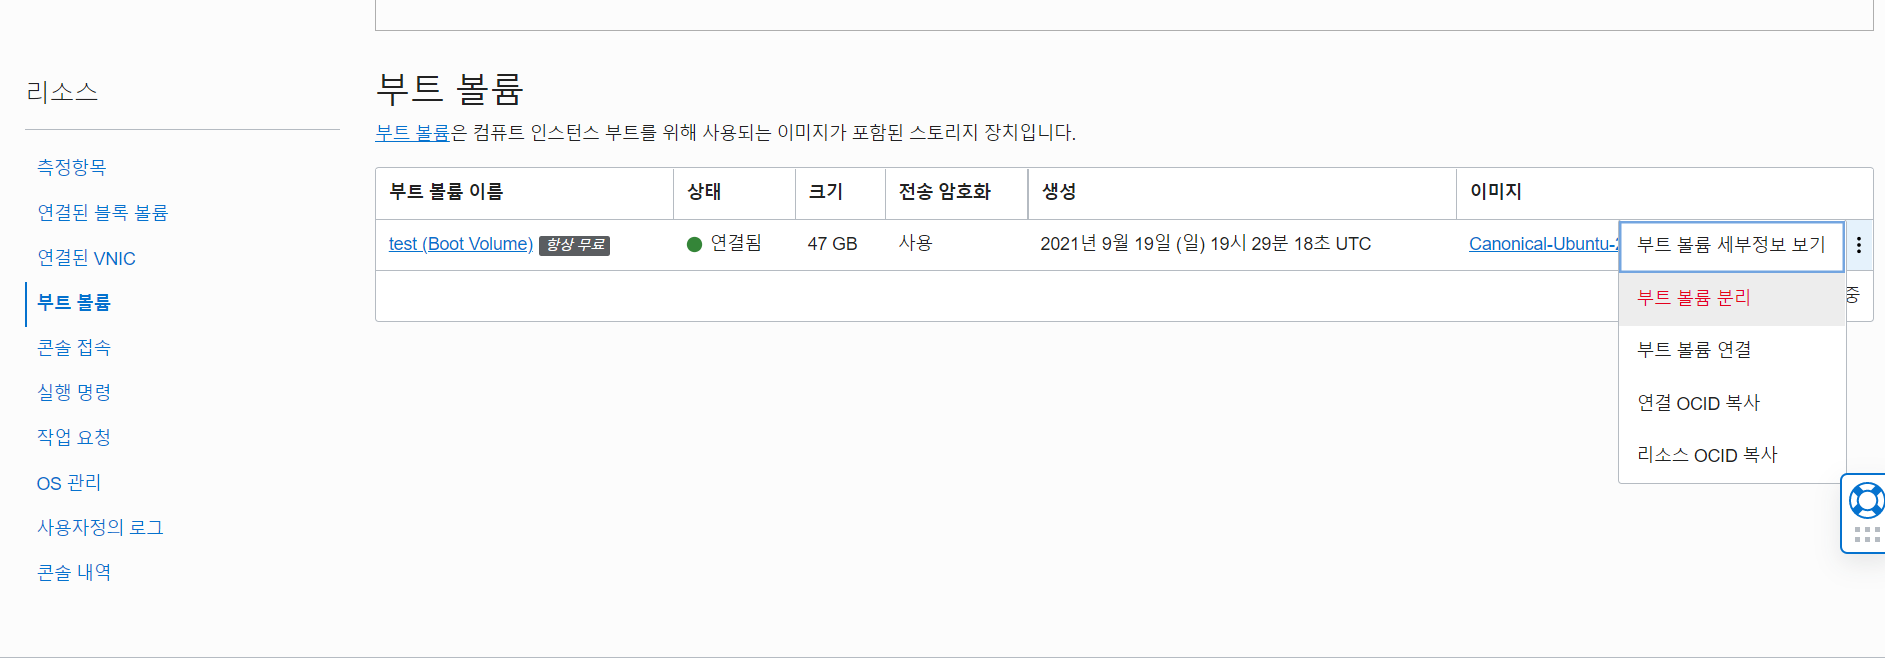 리소스
측정항목
연결된 블록 볼륨
연결된 VNIC
부트 볼륨
콘솔 접속
실행 명령
작업 요청
OS 관리
사용자정의 로그
콘솔 내역
부트 볼륨
부트 볼륨은 컴퓨트 인스턴스 부트를 위해 사용되는 이미지가 포함된 스토리지 장치입니다.
부트 볼륨 이름 상태 크기 전송 암호화 생성 이미지
test (Boot Volume) 항상 무료 연결됨 47 GB 사용 2021년 9월 19일 (일) 19시 29분 18초 UTC Canonical-Ubuntu-
중
부트 볼륨 세부정보 보기
부트 볼륨 분리
부트 볼륨 연결
연결 OCID 복사
리소스 OCID 복사